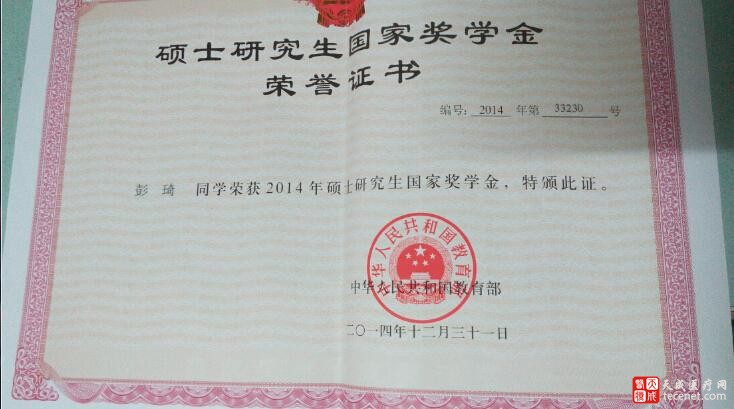 硕士研究生国家奖学金
荣誉证书
编号: 2014 年第 33230 号
彭 琦 同学荣获2014年硕士研究生国家奖学金，特颁此证。
中华人民共和国教育部
中华人民共和国教育部
二〇一四年十二月三十一日
天成医疗网
tecenet.com